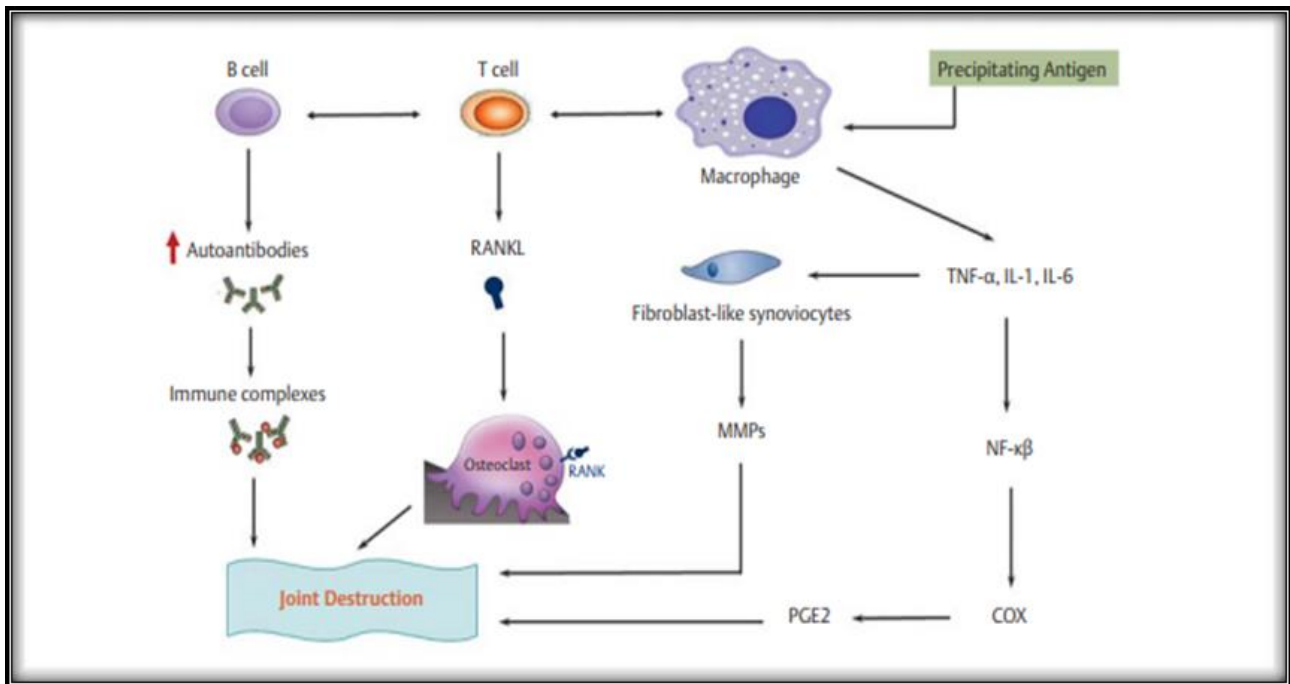 B cell
T cell
Precipitating Antigen
Macrophage
Autoantibodies
RANKL
TNF-α, IL-1, IL-6
Fibroblast-like synoviocytes
Immune complexes
MMPs
NF-κβ
Osteoclast
RANK
Joint Destruction
PGE2
COX